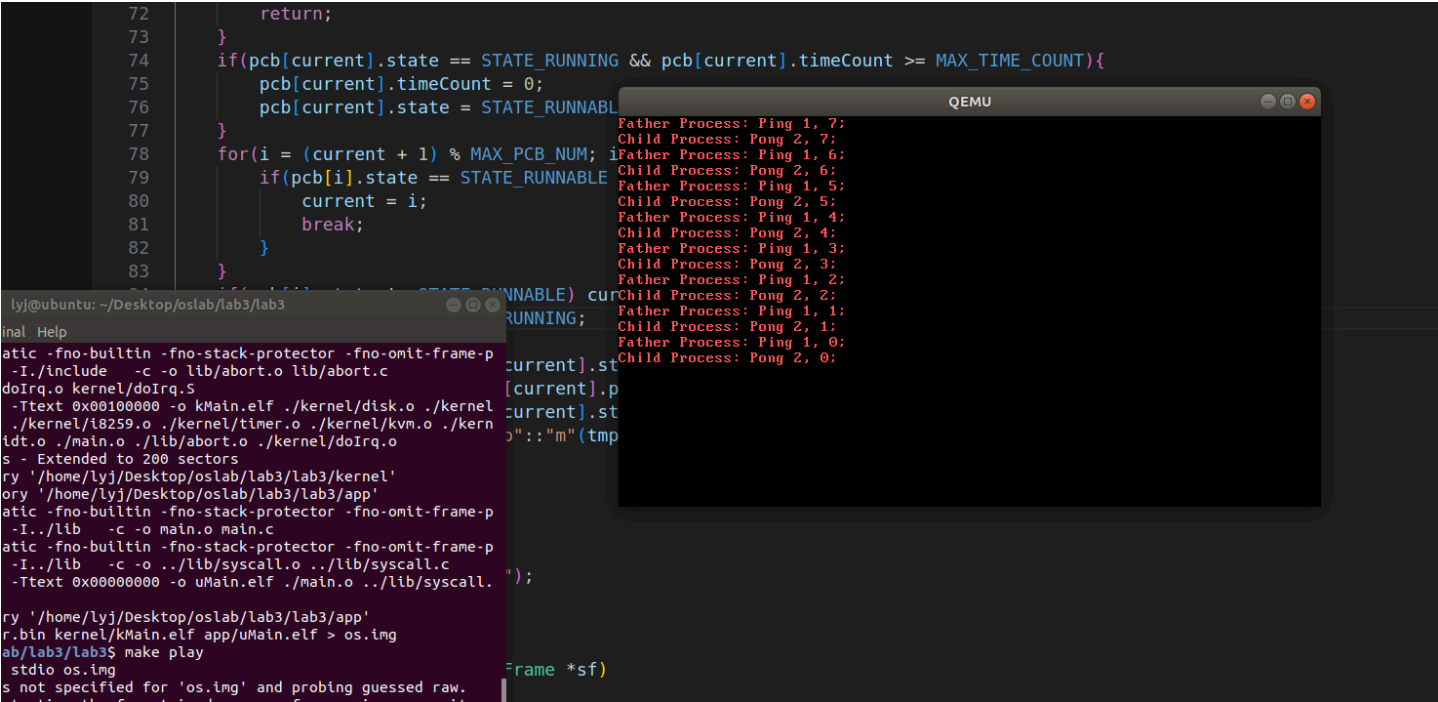 72 return;
73 }
74 if(pcb[current].state == STATE_RUNNING && pcb[current].timeCount >= MAX_TIME_COUNT){
75 pcb[current].timeCount = 0;
76 pcb[current].state = STATE_RUNNABL
77 }
78 for(i = (current + 1) % MAX_PCB_NUM; i
79 if(pcb[i].state == STATE_RUNNABLE
80 current = i;
81 break;
82 }
83 }
NNABLE) cur
RUNNING;
current].st
[current].p
current].st
"::"m"(tmp
");
Frame *sf)
QEMU
Father Process: Ping 1, 7;
Child Process: Pong 2, 7;
Father Process: Ping 1, 6;
Child Process: Pong 2, 6;
Father Process: Ping 1, 5;
Child Process: Pong 2, 5;
Father Process: Ping 1, 4;
Child Process: Pong 2, 4;
Father Process: Ping 1, 3;
Child Process: Pong 2, 3;
Father Process: Ping 1, 2;
Child Process: Pong 2, 2;
Father Process: Ping 1, 1;
Child Process: Pong 2, 1;
Father Process: Ping 1, 0;
Child Process: Pong 2, 0;
lyj@ubuntu: ~/Desktop/oslab/lab3/lab3
inal Help
atic -fno-builtin -fno-stack-protector -fno-omit-frame-p
-I./include -c -o lib/abort.o lib/abort.c
doIrq.o kernel/doIrq.S
-Ttext 0x00100000 -o kMain.elf ./kernel/disk.o ./kernel
./kernel/i8259.o ./kernel/timer.o ./kernel/kvm.o ./kern
idt.o ./main.o ./lib/abort.o ./kernel/doIrq.o
s - Extended to 200 sectors
ry '/home/lyj/Desktop/oslab/lab3/lab3/kernel'
ory '/home/lyj/Desktop/oslab/lab3/lab3/app'
atic -fno-builtin -fno-stack-protector -fno-omit-frame-p
-I../lib -c -o main.o main.c
atic -fno-builtin -fno-stack-protector -fno-omit-frame-p
-I../lib -c -o ../lib/syscall.o ../lib/syscall.c
-Ttext 0x00000000 -o uMain.elf ./main.o ../lib/syscall.
ry '/home/lyj/Desktop/oslab/lab3/lab3/app'
r.bin kernel/kMain.elf app/uMain.elf > os.img
ab/lab3/lab3$ make play
stdio os.img
s not specified for 'os.img' and probing guessed raw.